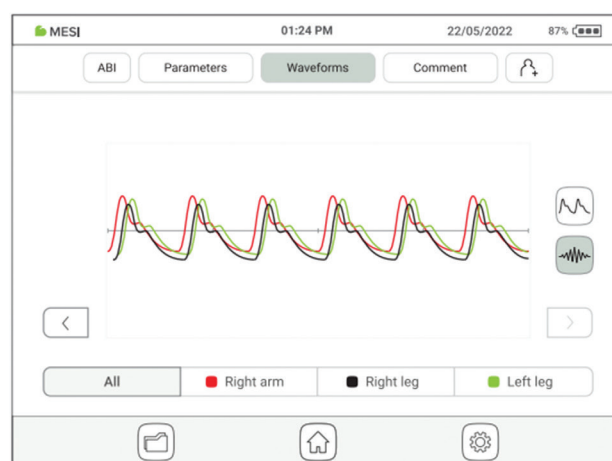 MESI 01:24 PM 22/05/2022 87%
ABI Parameters Waveforms Comment
All Right arm Right leg Left leg